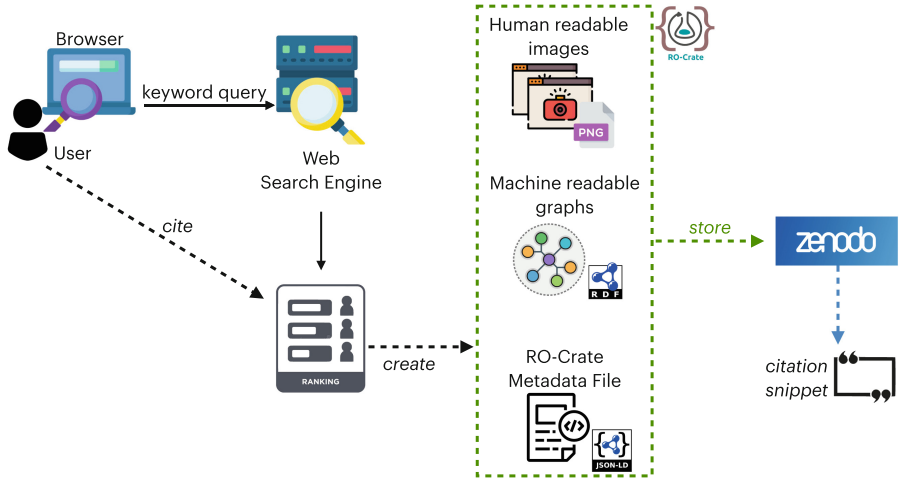 Browser
User
keyword query
Web
Search Engine
cite
RANKING
create
Human readable
images
PNG
RO-Crate
Machine readable
graphs
RDF
RO-Crate
Metadata File
JSON-LD
store
zenodo
citation
snippet